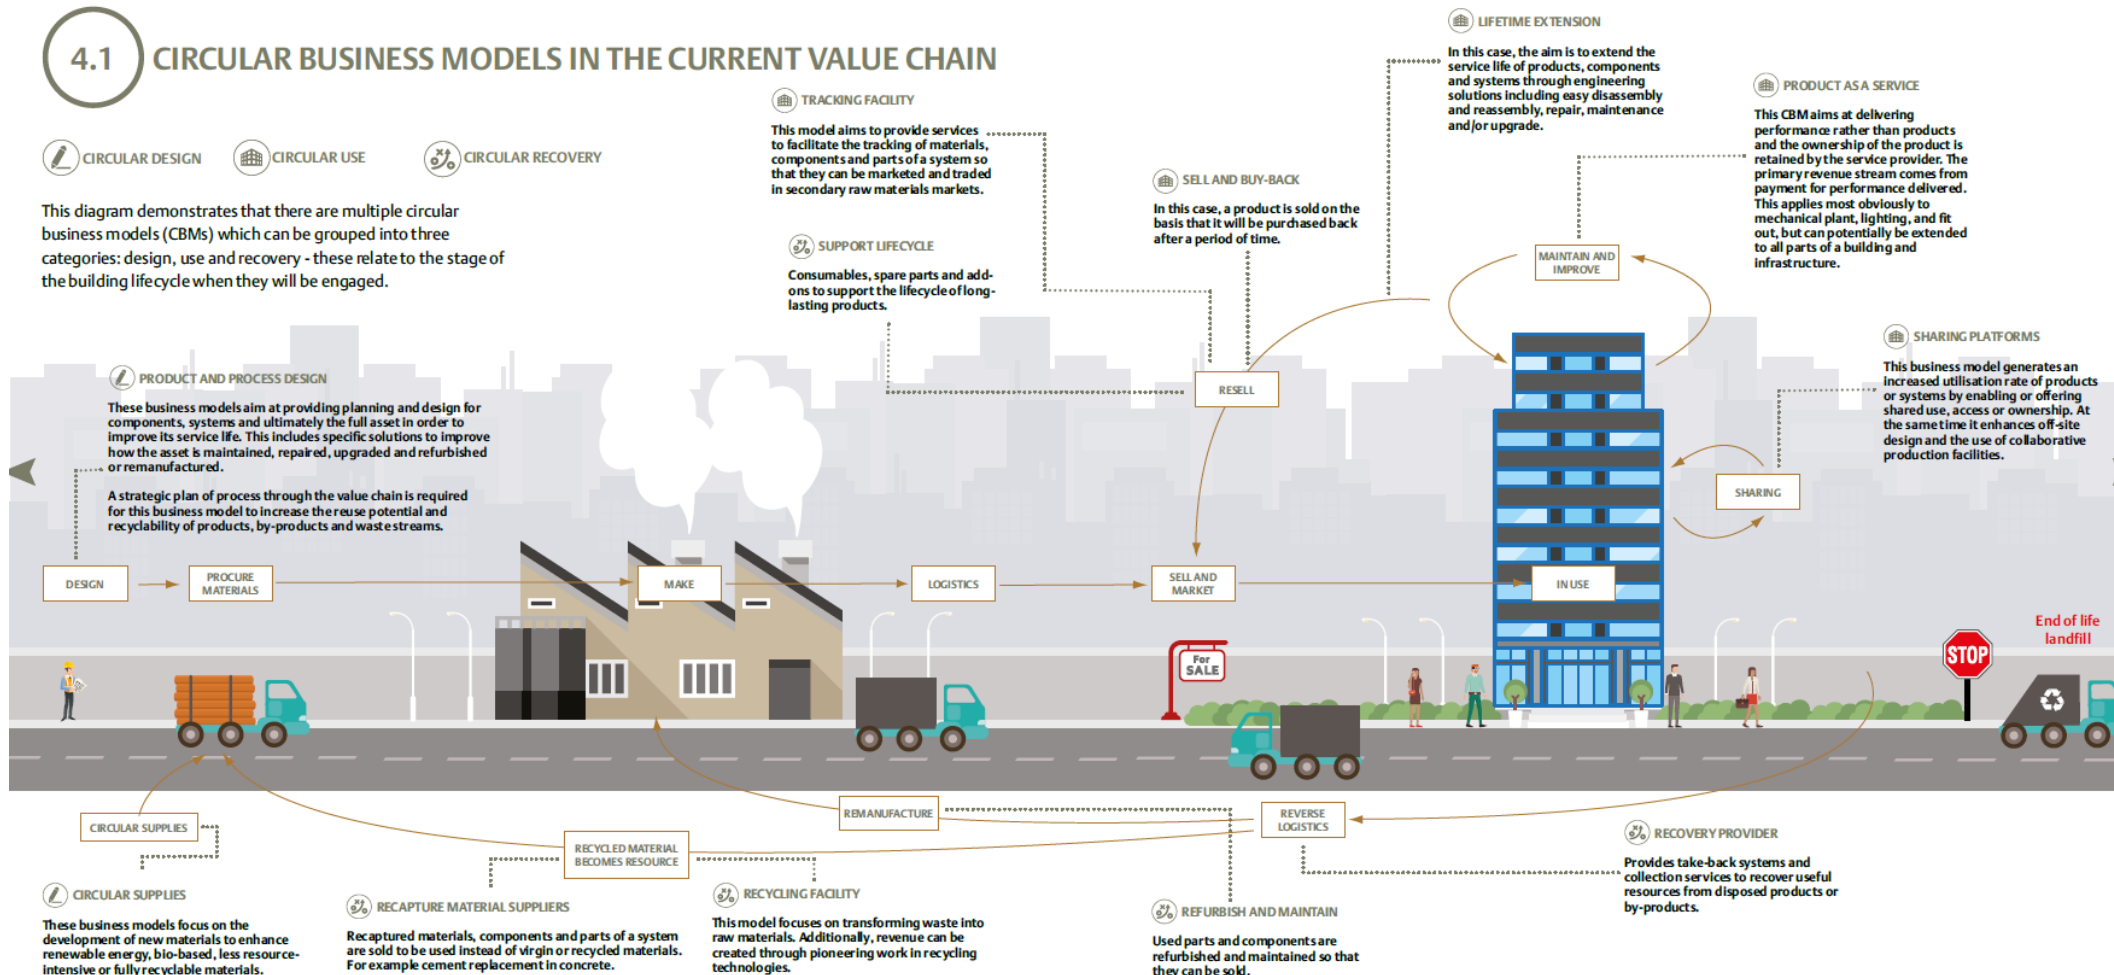 4.1
CIRCULAR BUSINESS MODELS IN THE CURRENT VALUE CHAIN
CIRCULAR DESIGN
CIRCULAR USE
CIRCULAR RECOVERY
This diagram demonstrates that there are multiple circular
business models (CBMs) which can be grouped into three
categories: design, use and recovery - these relate to the stage of
the building lifecycle when they will be engaged.
TRACKING FACILITY
This model aims to provide services
to facilitate the tracking of materials,
components and parts of a system so
that they can be marketed and traded
in secondary raw materials markets.
SUPPORT LIFECYCLE
Consumables, spare parts and add-
ons to support the lifecycle of long-
lasting products.
SELL AND BUY-BACK
In this case, a product is sold on the
basis that it will be purchased back
after a period of time.
LIFETIME EXTENSION
In this case, the aim is to extend the
service life of products, components
and systems through engineering
solutions including easy disassembly
and reassembly, repair, maintenance
and/or upgrade.
PRODUCT AS A SERVICE
This CBM aims at delivering
performance rather than products
and the ownership of the product is
retained by the service provider. The
primary revenue stream comes from
payment for performance delivered.
This applies most obviously to
mechanical plant, lighting, and fit
out, but can potentially be extended
to all parts of a building and
infrastructure.
MAINTAIN AND
IMPROVE
SHARING PLATFORMS
This business model generates an
increased utilisation rate of products
or systems by enabling or offering
shared use, access or ownership. At
the same time it enhances off-site
design and the use of collaborative
production facilities.
PRODUCT AND PROCESS DESIGN
These business models aim at providing planning and design for
components, systems and ultimately the full asset in order to
improve its service life. This includes specific solutions to improve
how the asset is maintained, repaired, upgraded and refurbished
or remanufactured.
A strategic plan of process through the value chain is required
for this business model to increase the reuse potential and
recyclability of products, by-products and waste streams.
RESELL
SHARING
DESIGN
PROCURE
MATERIALS
MAKE
LOGISTICS
SELL AND
MARKET
IN USE
For
SALE
STOP
End of life
landfill
CIRCULAR SUPPLIES
RECYCLED MATERIAL
BECOMES RESOURCE
REMANUFACTURE
REVERSE
LOGISTICS
CIRCULAR SUPPLIES
These business models focus on the
development of new materials to enhance
renewable energy, bio-based, less resource-
intensive or fully recyclable materials.
RECAPTURE MATERIAL SUPPLIERS
Recaptured materials, components and parts of a system
are sold to be used instead of virgin or recycled materials.
For example cement replacement in concrete.
RECYCLING FACILITY
This model focuses on transforming waste into
raw materials. Additionally, revenue can be
created through pioneering work in recycling
technologies.
REFURBISH AND MAINTAIN
Used parts and components are
refurbished and maintained so that
they can be sold.
RECOVERY PROVIDER
Provides take-back systems and
collection services to recover useful
resources from disposed products or
by-products.